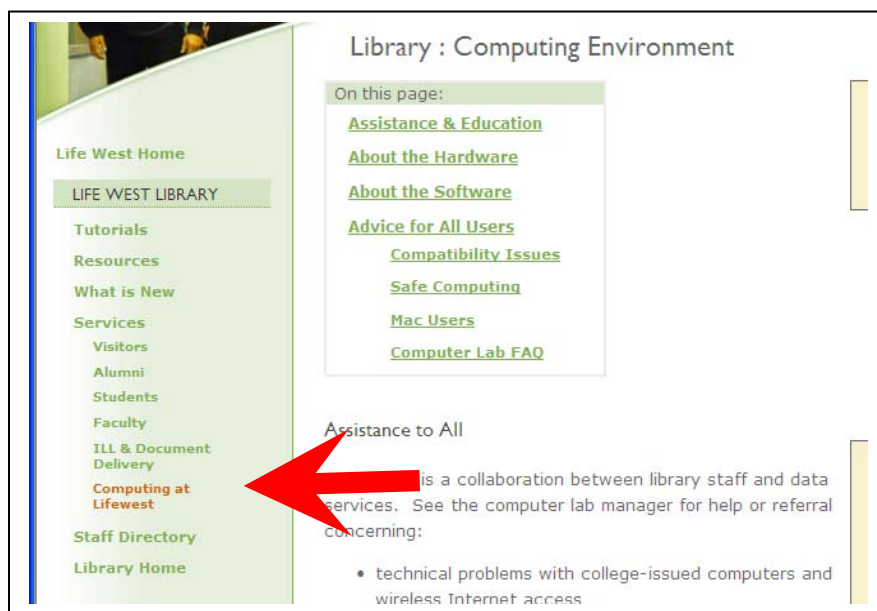 Library : Computing Environment
On this page:
Assistance & Education
About the Hardware
About the Software
Advice for All Users
Compatibility Issues
Safe Computing
Mac Users
Computer Lab FAQ
Life West Home
LIFE WEST LIBRARY
Tutorials
Resources
What is New
Services
Visitors
Alumni
Students
Faculty
ILL & Document
Delivery
Computing at
Lifewest
Staff Directory
Library Home
Assistance to All
is a collaboration between library staff and data
services. See the computer lab manager for help or referral
concerning:
• technical problems with college-issued computers and
wireless Internet access